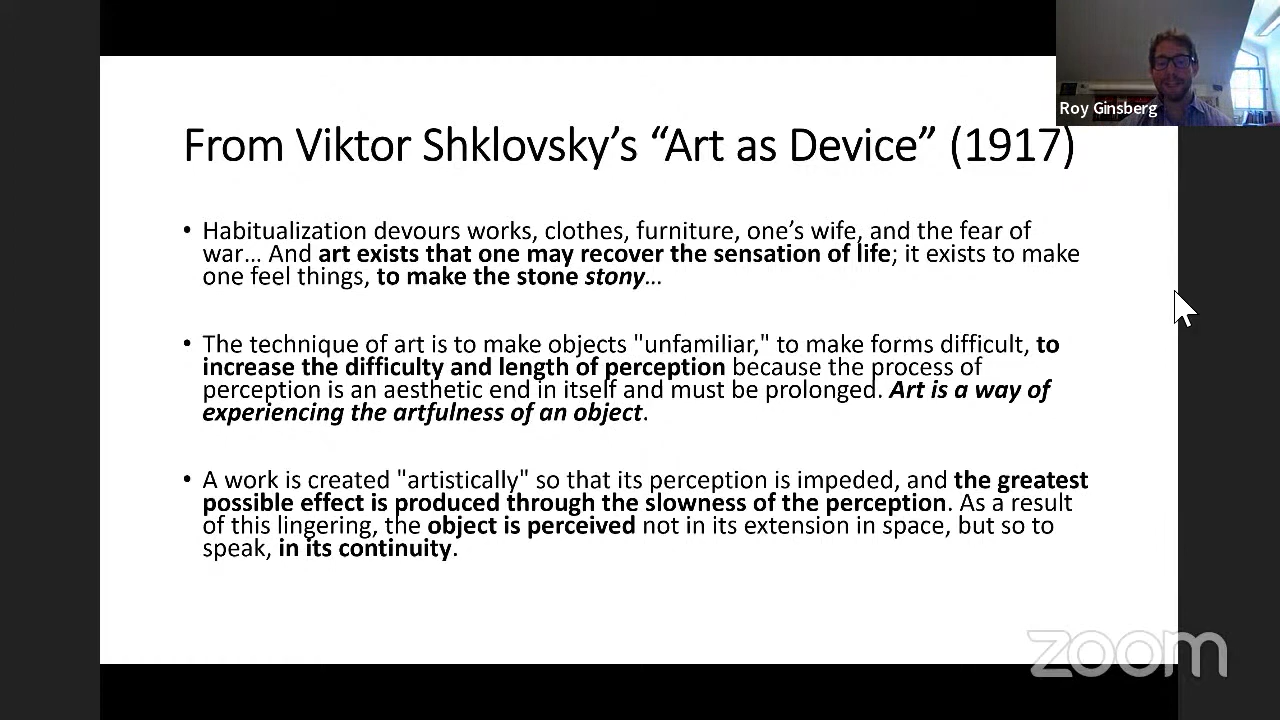 Roy Ginsberg
From Viktor Shklovsky’s “Art as Device” (1917)
• Habitualization devours works, clothes, furniture, one’s wife, and the fear of
war… And art exists that one may recover the sensation of life; it exists to make
one feel things, to make the stone stony…
• The technique of art is to make objects "unfamiliar," to make forms difficult, to
increase the difficulty and length of perception because the process of
perception is an aesthetic end in itself and must be prolonged. Art is a way of
experiencing the artfulness of an object.
• A work is created "artistically" so that its perception is impeded, and the greatest
possible effect is produced through the slowness of the perception. As a result
of this lingering, the object is perceived not in its extension in space, but so to
speak, in its continuity.
zoom